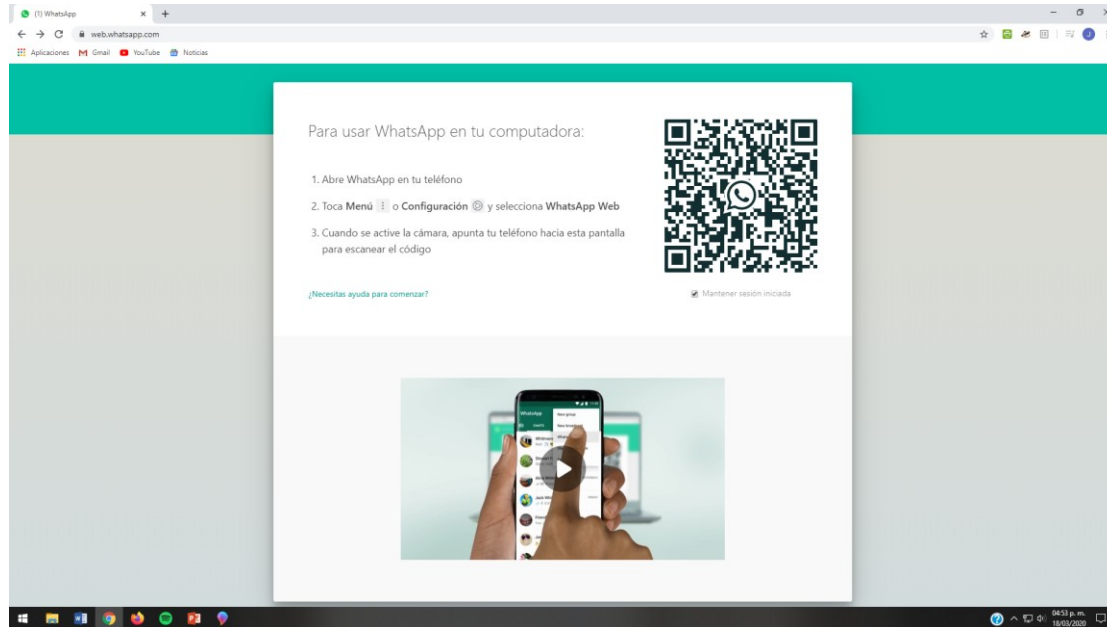 (1) WhatsApp
web.whatsapp.com
Aplicaciones Gmail YouTube Noticias
Para usar WhatsApp en tu computadora:
1. Abre WhatsApp en tu teléfono
2. Toca Menú o Configuración y selecciona WhatsApp Web
3. Cuando se active la cámara, apunta tu teléfono hacia esta pantalla
para escanear el código
¿Necesitas ayuda para comenzar?
Mantener sesión iniciada
WhatsApp
New group
New broadcast
CHATS
04:53 p. m.
18/03/2020